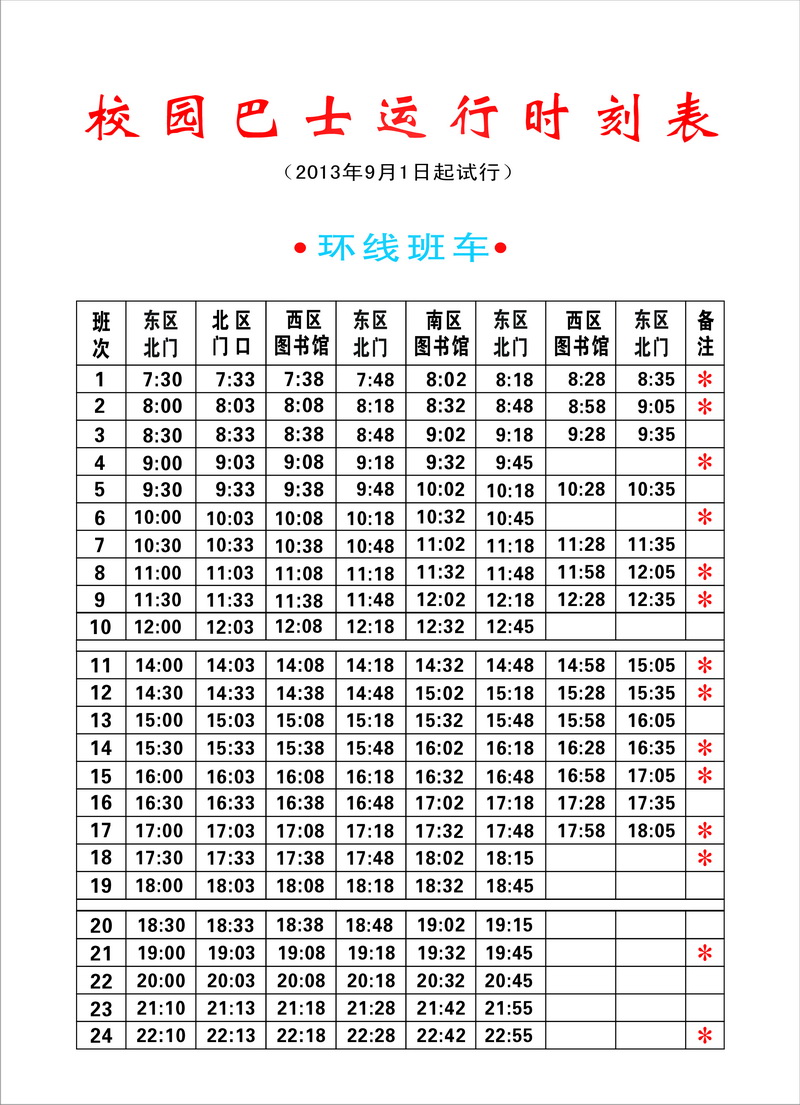 校园巴士运行时刻表
（2013年9月1日起试行）
•环线班车•
班次 东区北门 北区门口 西区图书馆 东区北门 南区图书馆 东区北门 西区图书馆 东区北门 备注
1 7:30 7:33 7:38 7:48 8:02 8:18 8:28 8:35 *
2 8:00 8:03 8:08 8:18 8:32 8:48 8:58 9:05 *
3 8:30 8:33 8:38 8:48 9:02 9:18 9:28 9:35
4 9:00 9:03 9:08 9:18 9:32 9:45 *
5 9:30 9:33 9:38 9:48 10:02 10:18 10:28 10:35
6 10:00 10:03 10:08 10:18 10:32 10:45 *
7 10:30 10:33 10:38 10:48 11:02 11:18 11:28 11:35
8 11:00 11:03 11:08 11:18 11:32 11:48 11:58 12:05 *
9 11:30 11:33 11:38 11:48 12:02 12:18 12:28 12:35 *
10 12:00 12:03 12:08 12:18 12:32 12:45
11 14:00 14:03 14:08 14:18 14:32 14:48 14:58 15:05 *
12 14:30 14:33 14:38 14:48 15:02 15:18 15:28 15:35 *
13 15:00 15:03 15:08 15:18 15:32 15:48 15:58 16:05
14 15:30 15:33 15:38 15:48 16:02 16:18 16:28 16:35 *
15 16:00 16:03 16:08 16:18 16:32 16:48 16:58 17:05 *
16 16:30 16:33 16:38 16:48 17:02 17:18 17:28 17:35
17 17:00 17:03 17:08 17:18 17:32 17:48 17:58 18:05 *
18 17:30 17:33 17:38 17:48 18:02 18:15 *
19 18:00 18:03 18:08 18:18 18:32 18:45
20 18:30 18:33 18:38 18:48 19:02 19:15
21 19:00 19:03 19:08 19:18 19:32 19:45 *
22 20:00 20:03 20:08 20:18 20:32 20:45
23 21:10 21:13 21:18 21:28 21:42 21:55
24 22:10 22:13 22:18 22:28 22:42 22:55 *